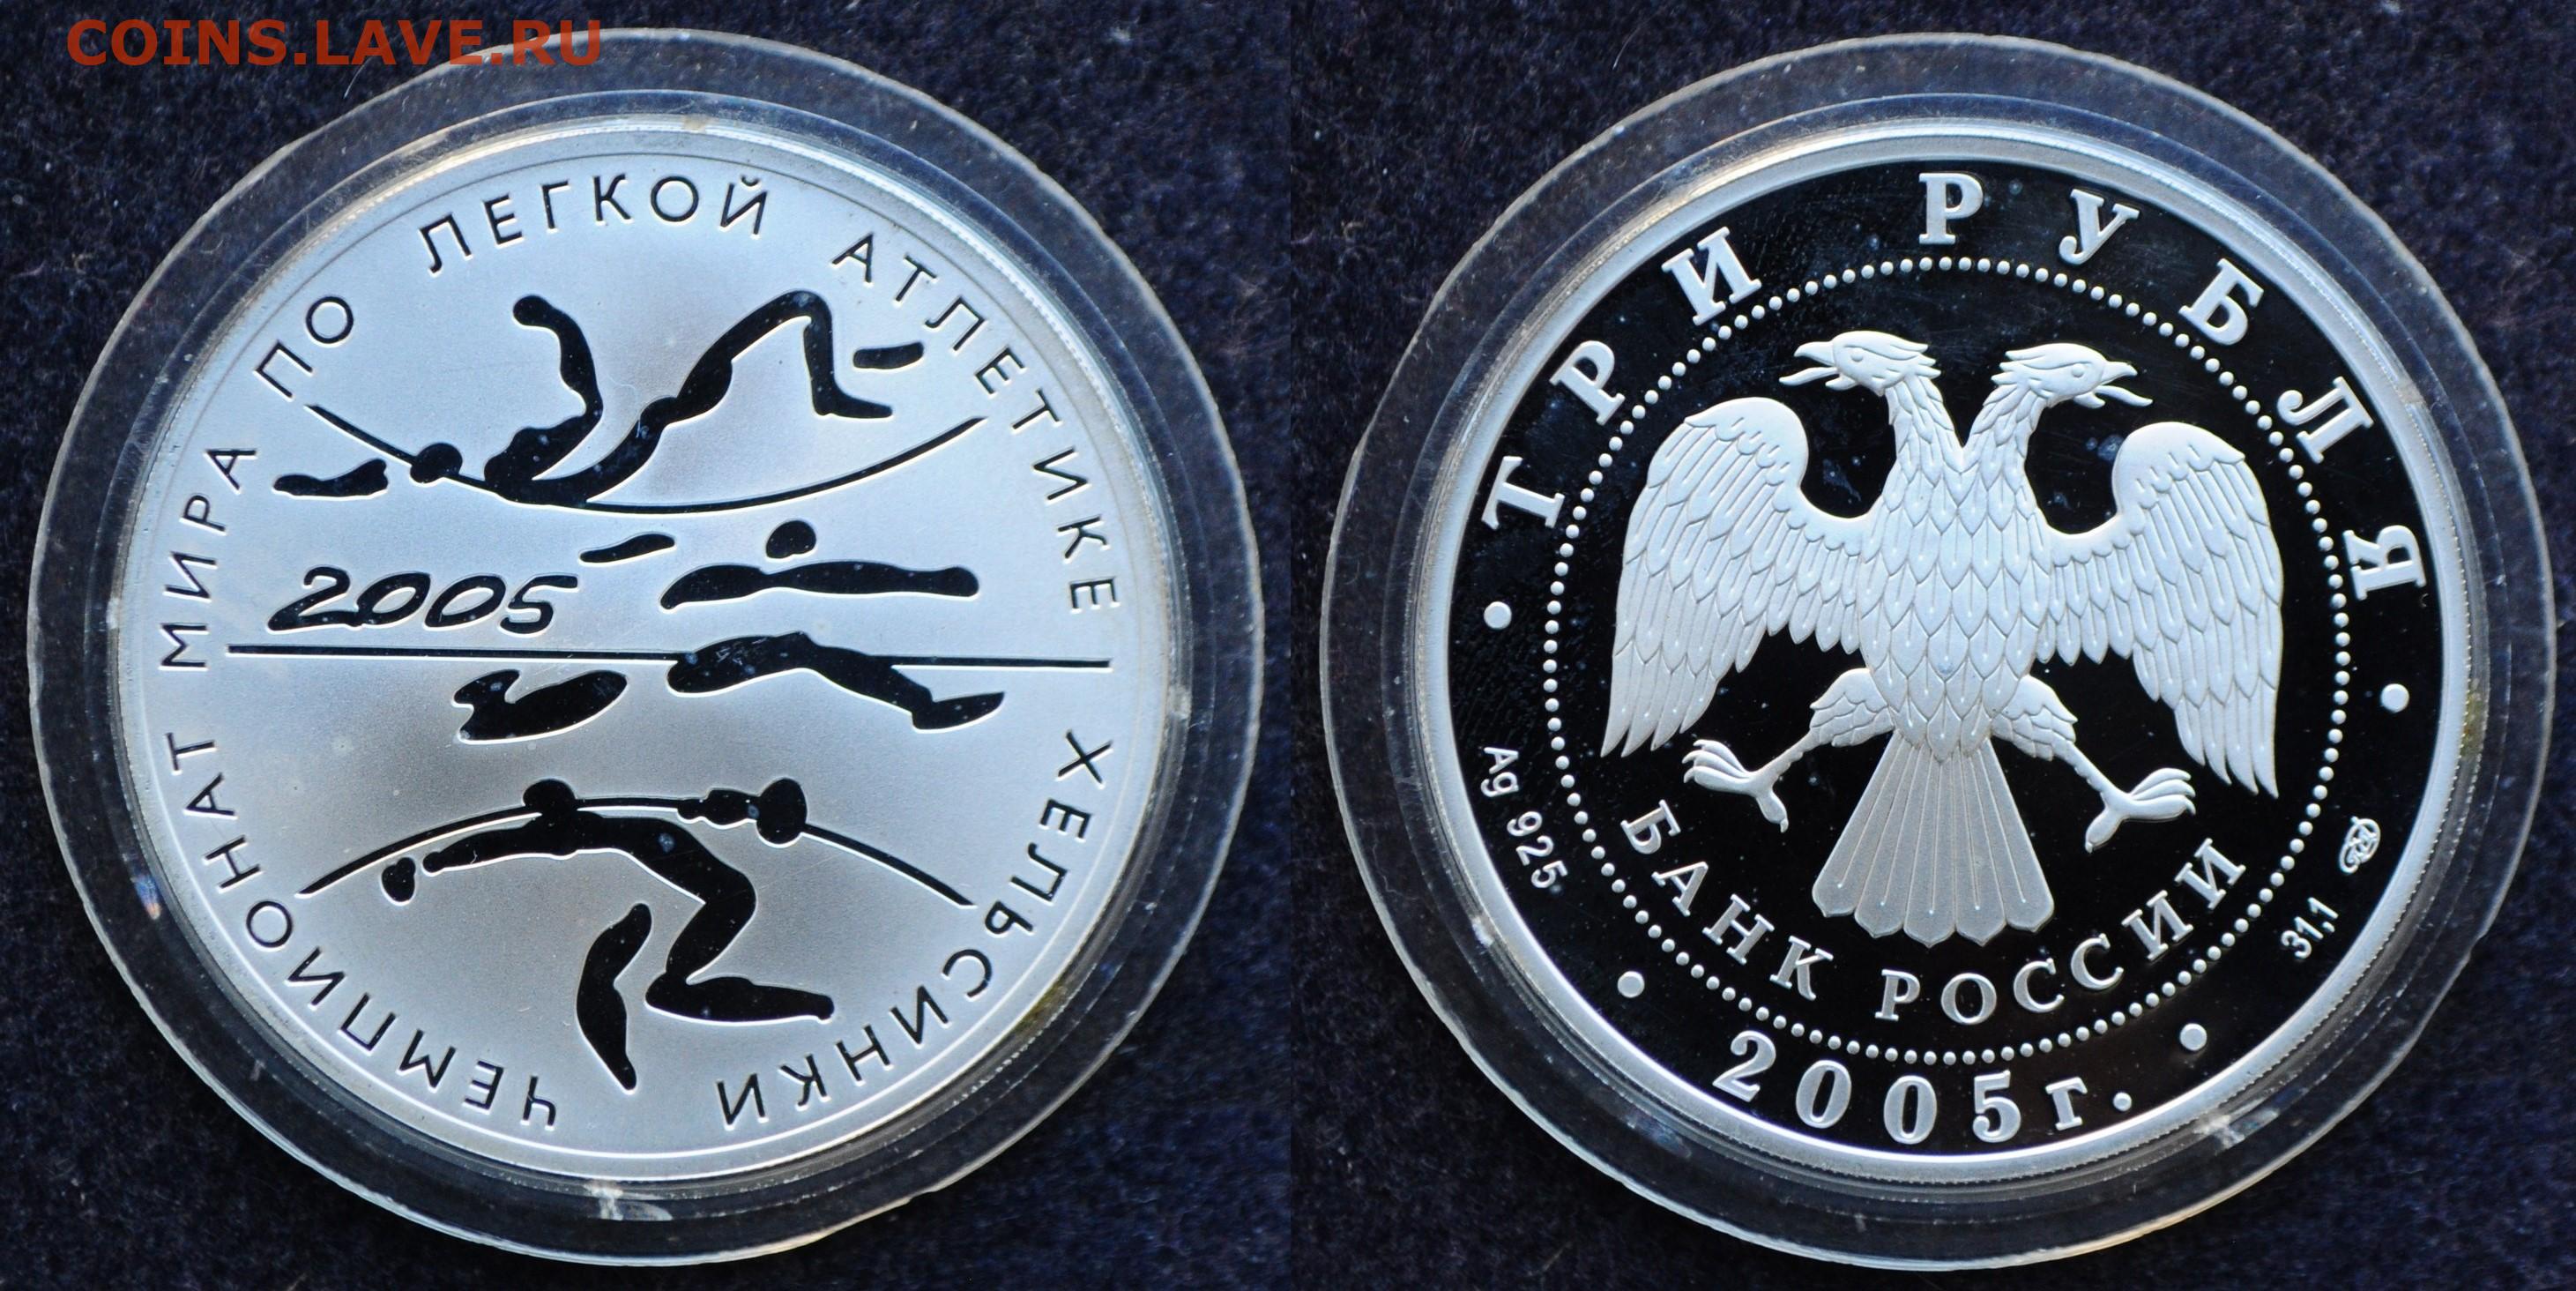 COINS.LAVE.RU
ЧЕМПИОНАТ МИРА ПО ЛЕГКОЙ АТЛЕТИКЕ ХЕЛЬСИНКИ
2005
ТРИ РУБЛЯ
БАНК РОССИИ
Ag 925
31,1
2005г.